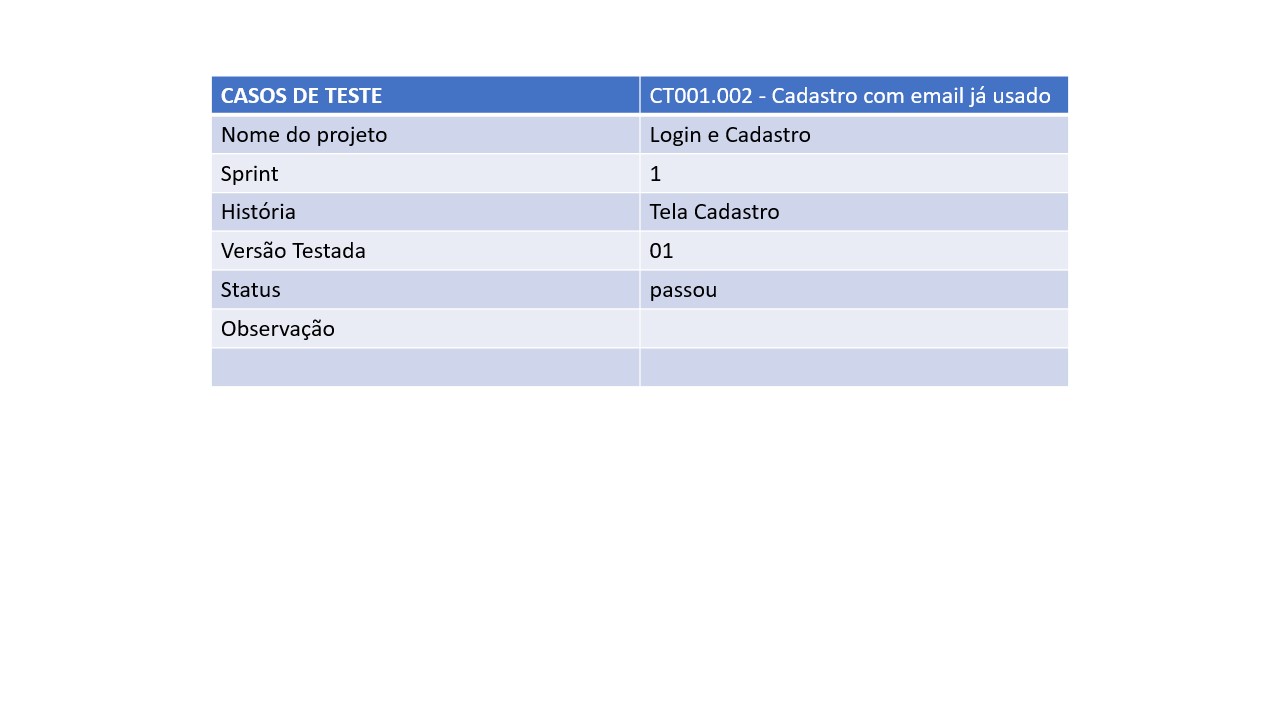 CASOS DE TESTE CT001.002 - Cadastro com email já usado
Nome do projeto Login e Cadastro
Sprint 1
História Tela Cadastro
Versão Testada 01
Status passou
Observação